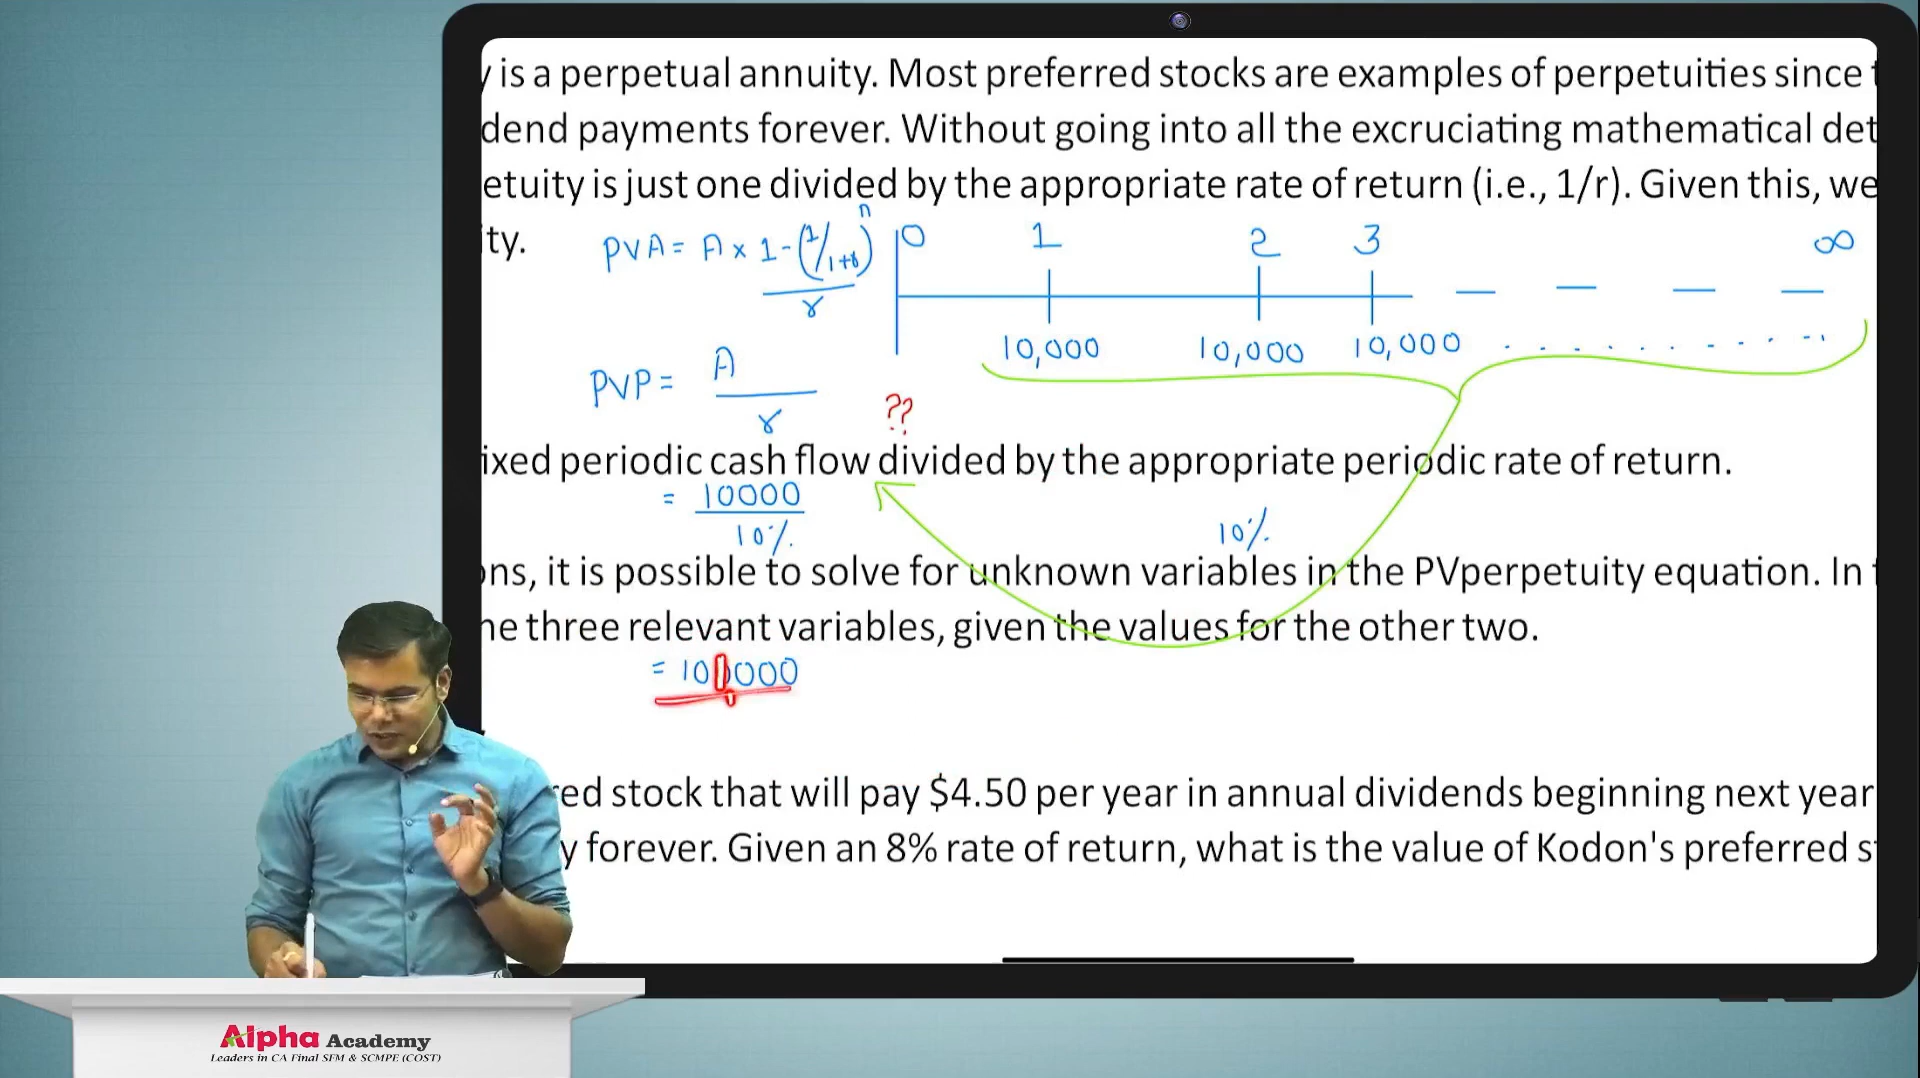 y is a perpetual annuity. Most preferred stocks are examples of perpetuities since t
dend payments forever. Without going into all the excruciating mathematical det
etuity is just one divided by the appropriate rate of return (i.e., 1/r). Given this, we
ity.
PVA = A × 1-(1/1+r)^n
r
0 1 2 3 ∞
10,000 10,000 10,000 . . . . . . . . . .
PVP = A
r
??
ixed periodic cash flow divided by the appropriate periodic rate of return.
= 10000
10%
10%
ons, it is possible to solve for unknown variables in the PVperpetuity equation. In
he three relevant variables, given the values for the other two.
= 100000
ed stock that will pay $4.50 per year in annual dividends beginning next year
y forever. Given an 8% rate of return, what is the value of Kodon's preferred s
Alpha Academy
Leaders in CA Final SFM & SCMPE (COST)